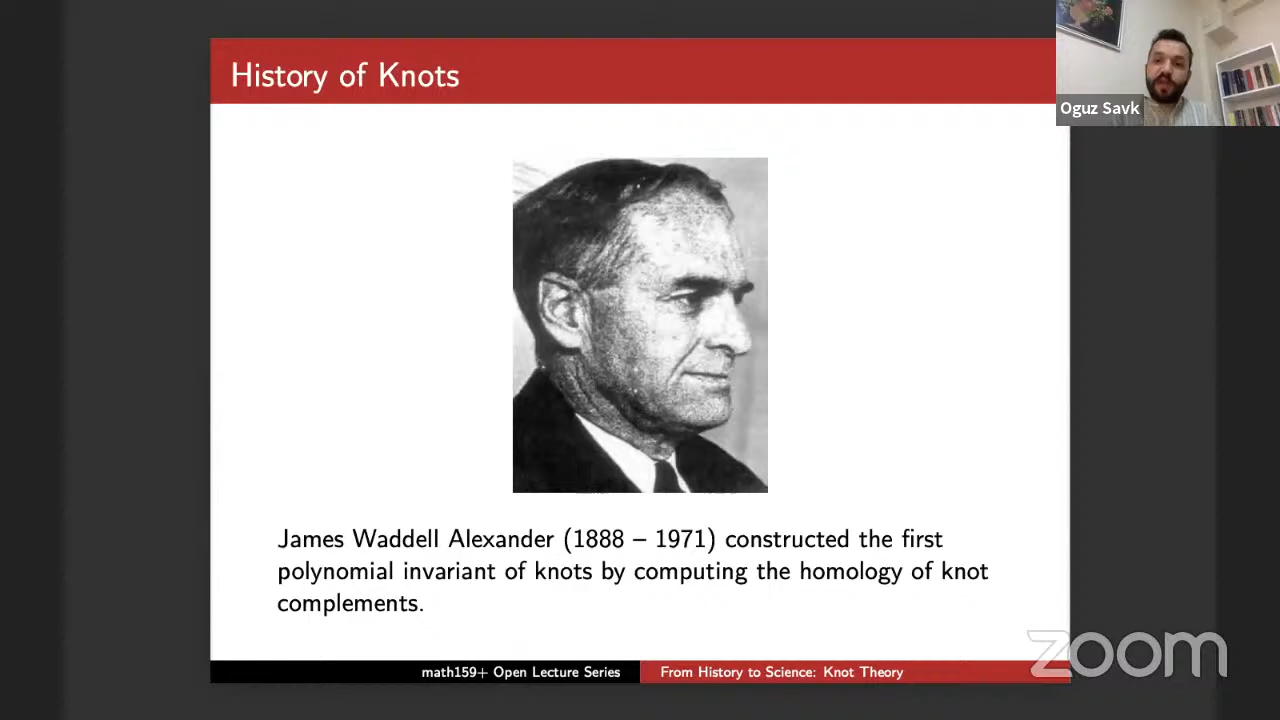 History of Knots
Oguz Savk
James Waddell Alexander (1888 – 1971) constructed the first
polynomial invariant of knots by computing the homology of knot
complements.
zoom
math159+ Open Lecture Series
From History to Science: Knot Theory